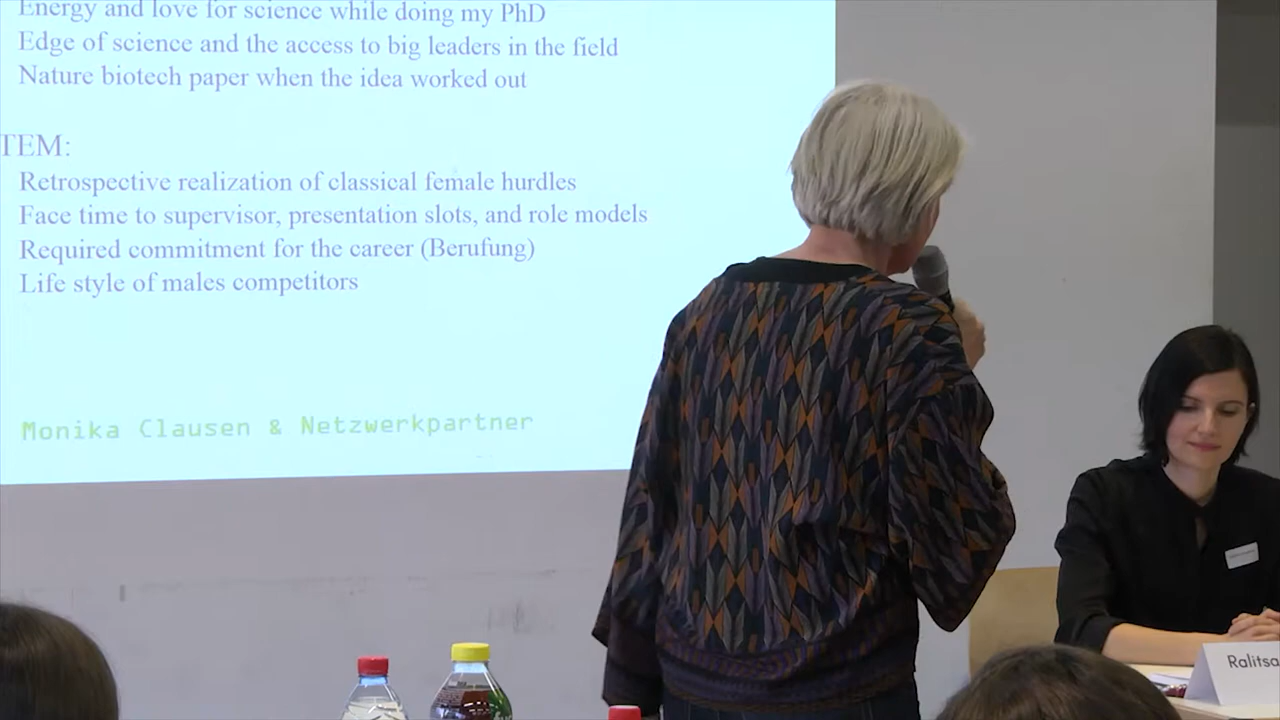 Energy and love for science while doing my PhD
Edge of science and the access to big leaders in the field
Nature biotech paper when the idea worked out
TEM:
Retrospective realization of classical female hurdles
Face time to supervisor, presentation slots, and role models
Required commitment for the career (Berufung)
Life style of males competitors
Monika Clausen & Netzwerkpartner
Ralitsa